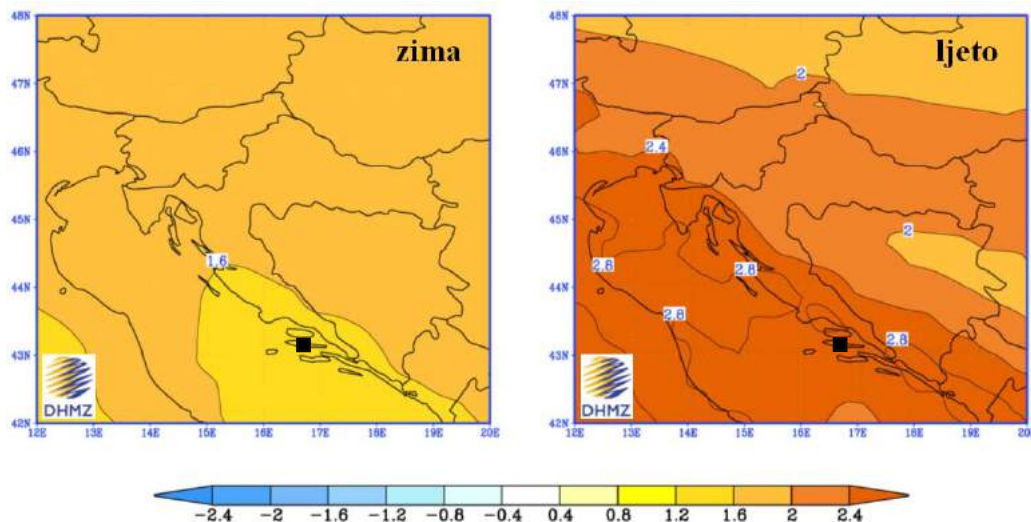 48N
zima
47N
46N
45N
1.6
44N
43N
42N
DHMZ
12E 13E 14E 15E 16E 17E 18E 19E 20E
48N
ljeto
2
47N
46N
2.4
45N
2
2.6
2.8
44N
2.8
2.8
43N
42N
DHMZ
12E 13E 14E 15E 16E 17E 18E 19E 20E
-2.4 -2 -1.6 -1.2 -0.8 -0.4 0.4 0.8 1.2 1.6 2 2.4